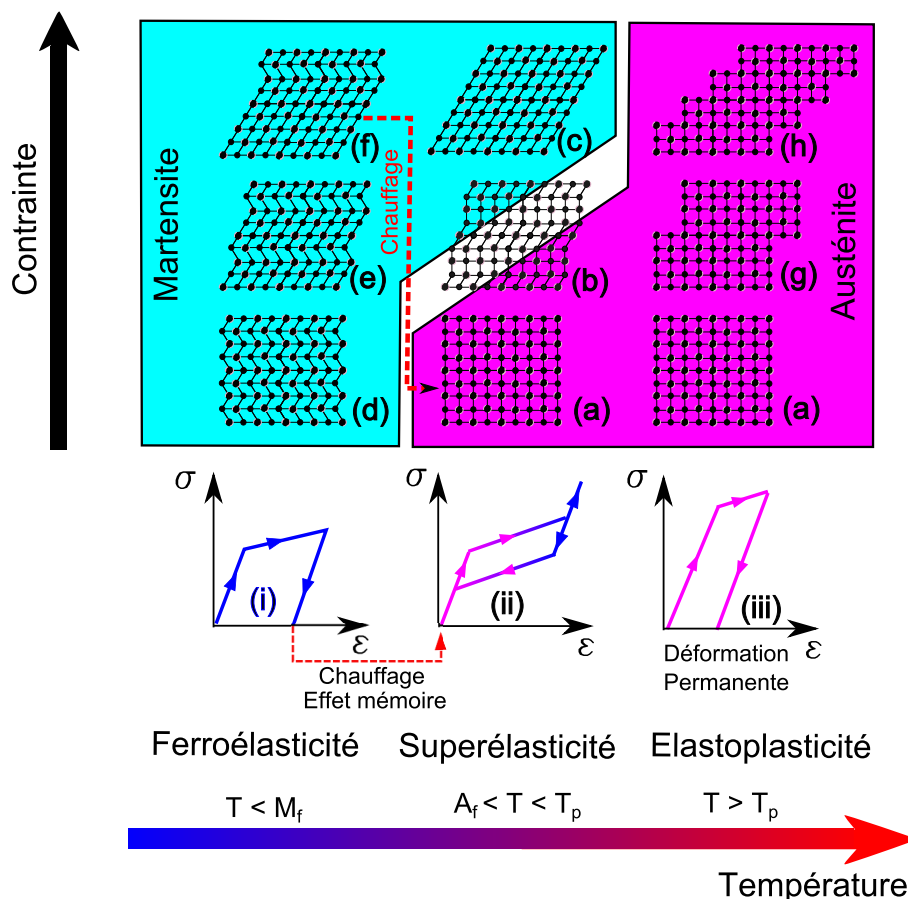 Contrainte
Martensite
Austénite
Chauffage
(f)
(c)
(h)
(e)
(b)
(g)
(d)
(a)
(a)
σ
(i)
ε
σ
(ii)
ε
σ
(iii)
ε
Chauffage
Effet mémoire
Déformation
Permanente
Ferroélasticité
Superélasticité
Elastoplasticité
T < Mf
Af < T < Tp
T > Tp
Température